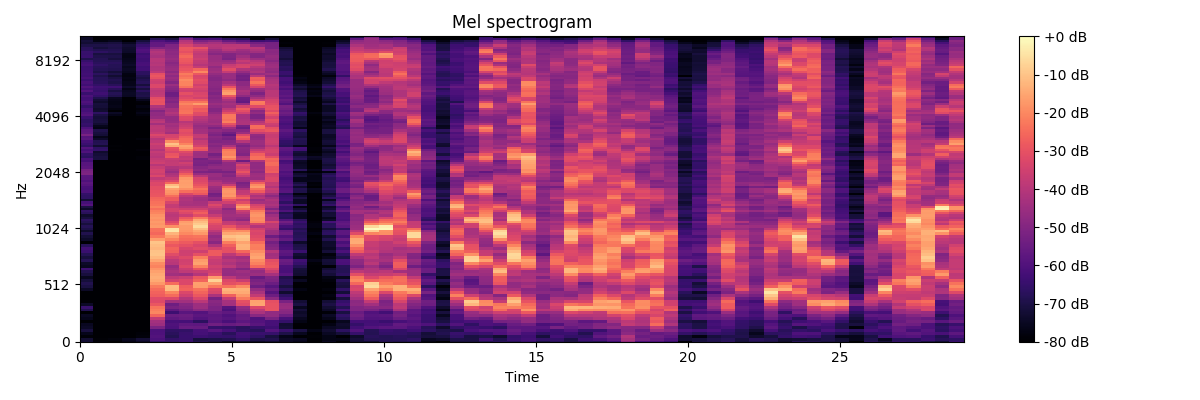 Mel spectrogram
8192
4096
2048
1024
512
0
Hz
0 5 10 15 20 25
Time
+0 dB
-10 dB
-20 dB
-30 dB
-40 dB
-50 dB
-60 dB
-70 dB
-80 dB